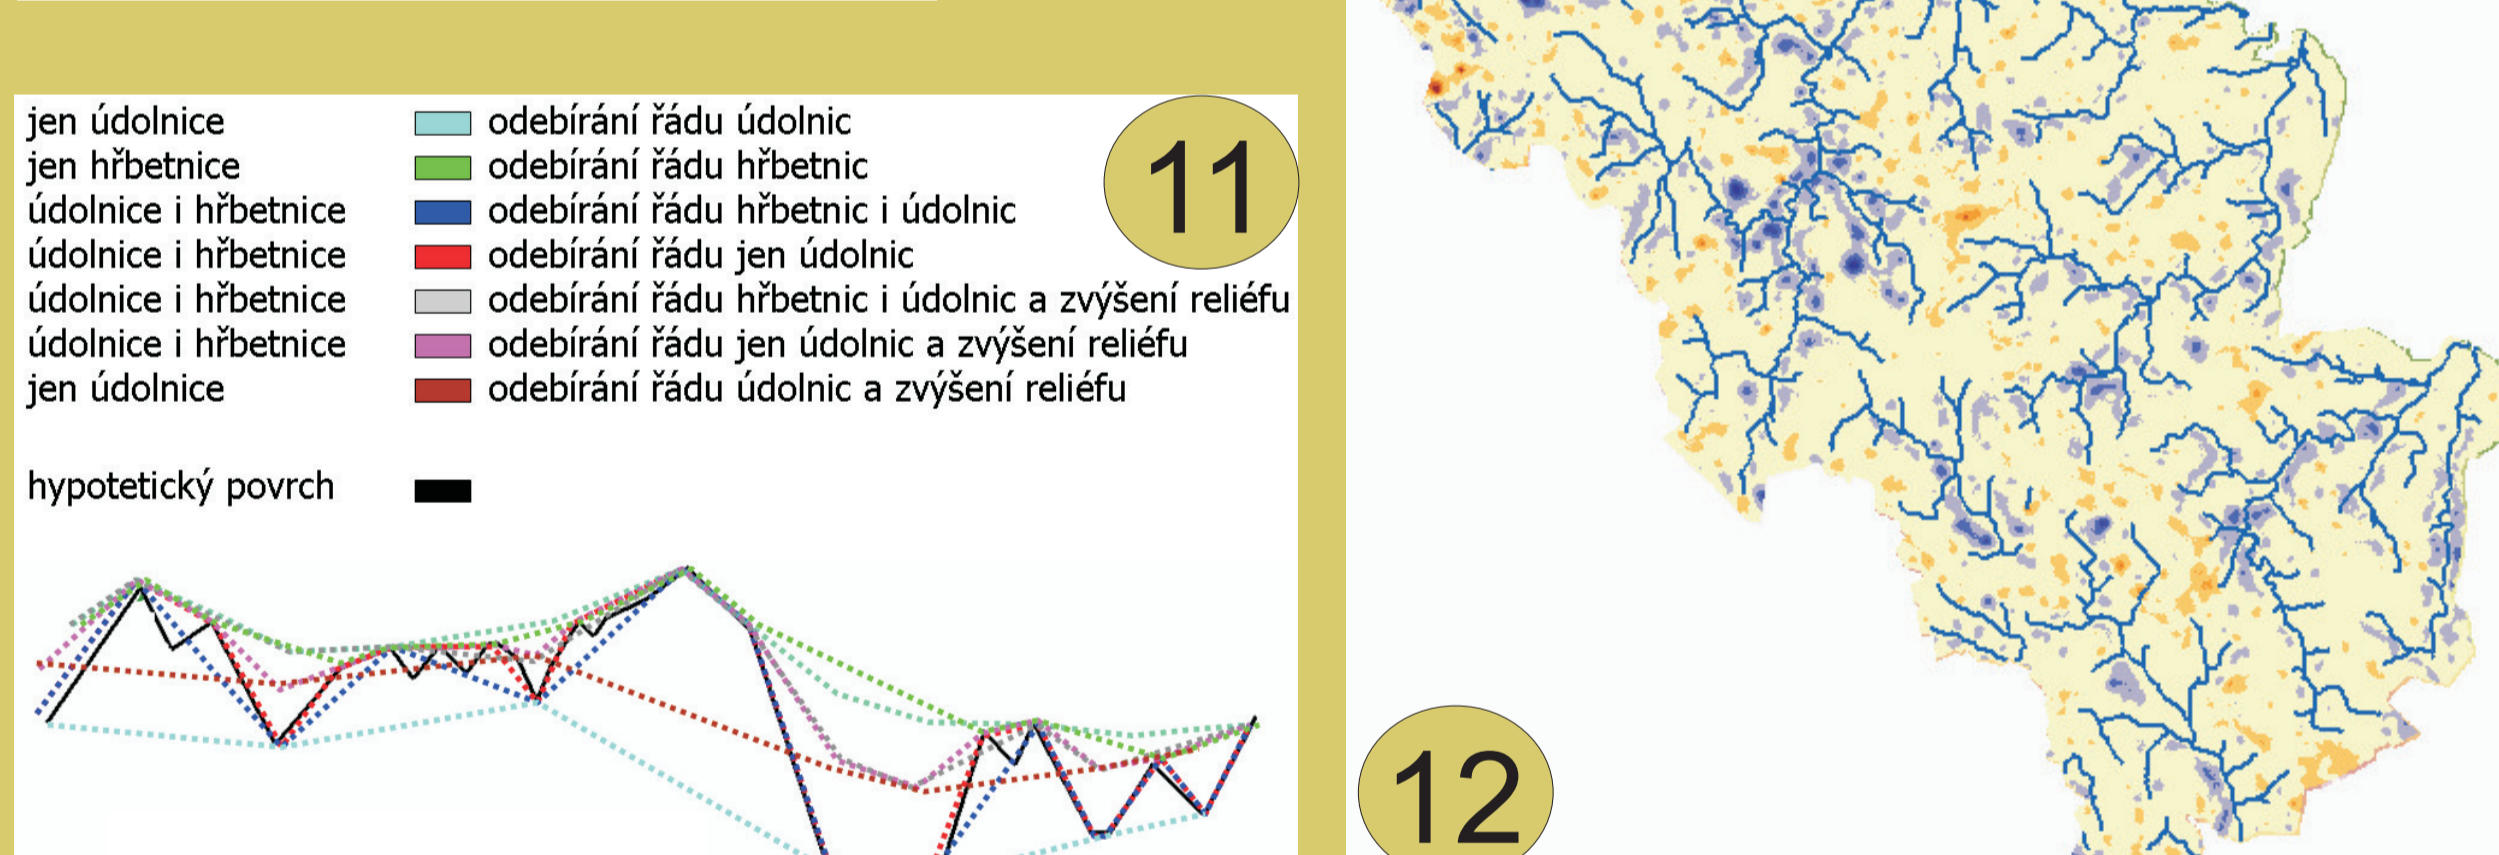 jen údolnice odebírání řádu údolnic
jen hřbetnice odebírání řádu hřbetnic
údolnice i hřbetnice odebírání řádu hřbetnic i údolnic
údolnice i hřbetnice odebírání řádu jen údolnic
údolnice i hřbetnice odebírání řádu hřbetnic i údolnic a zvýšení reliéfu
údolnice i hřbetnice odebírání řádu jen údolnic a zvýšení reliéfu
jen údolnice odebírání řádu údolnic a zvýšení reliéfu
hypotetický povrch
11
12